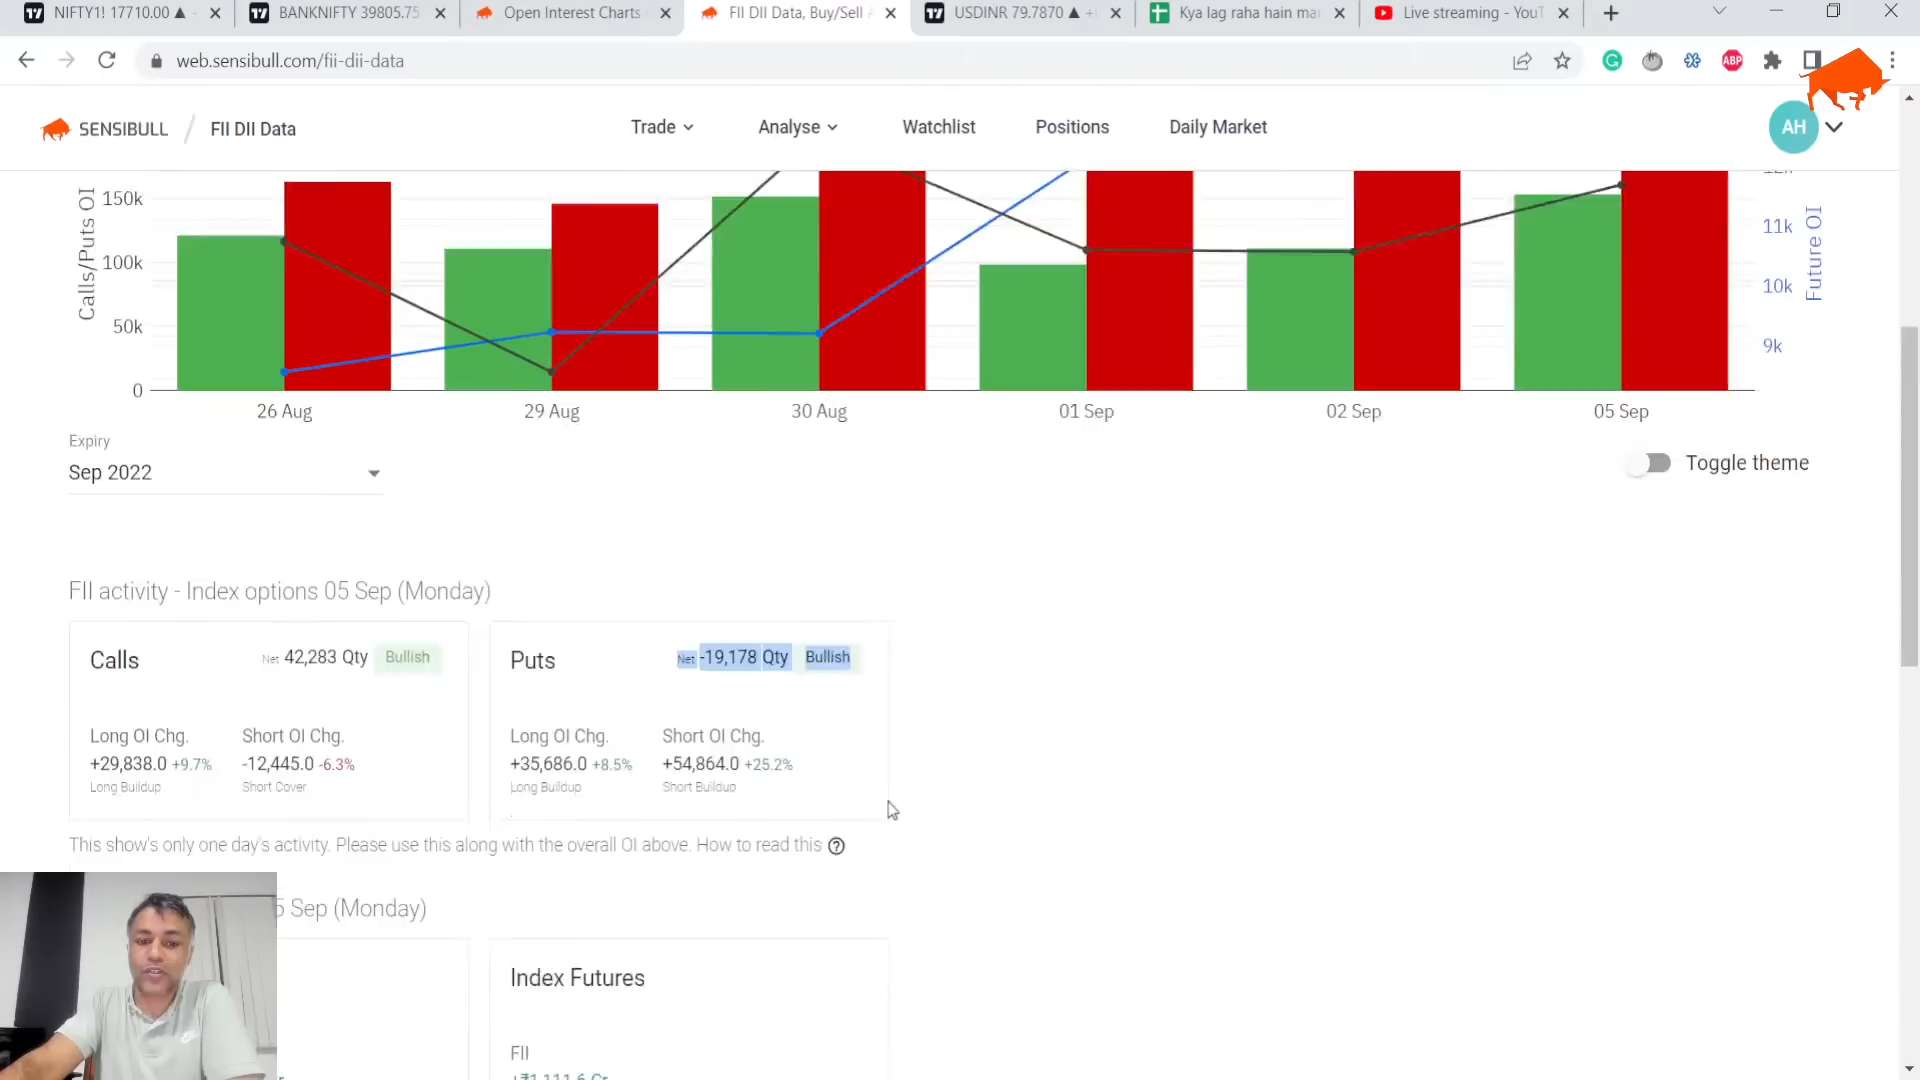 NIFTY1! 17710.00 ▲
BANKNIFTY 39805.75
Open Interest Charts
FII DII Data, Buy/Sell
USDINR 79.7870 ▲
Kya lag raha hain
Live streaming - YouT
web.sensibull.com/fii-dii-data
ABP
SENSIBULL / FII DII Data
Trade
Analyse
Watchlist
Positions
Daily Market
AH
Calls/Puts OI
150k
100k
50k
0
11k
10k
9k
Future OI
26 Aug
29 Aug
30 Aug
01 Sep
02 Sep
05 Sep
Expiry
Sep 2022
Toggle theme
FII activity - Index options 05 Sep (Monday)
Calls
Net 42,283 Qty Bullish
Long OI Chg.
Short OI Chg.
+29,838.0 +9.7%
-12,445.0 -6.3%
Long Buildup
Short Cover
Puts
Net -19,178 Qty Bullish
Long OI Chg.
Short OI Chg.
+35,686.0 +8.5%
+54,864.0 +25.2%
Long Buildup
Short Buildup
This show's only one day's activity. Please use this along with the overall OI above. How to read this
Sep (Monday)
Index Futures
FII